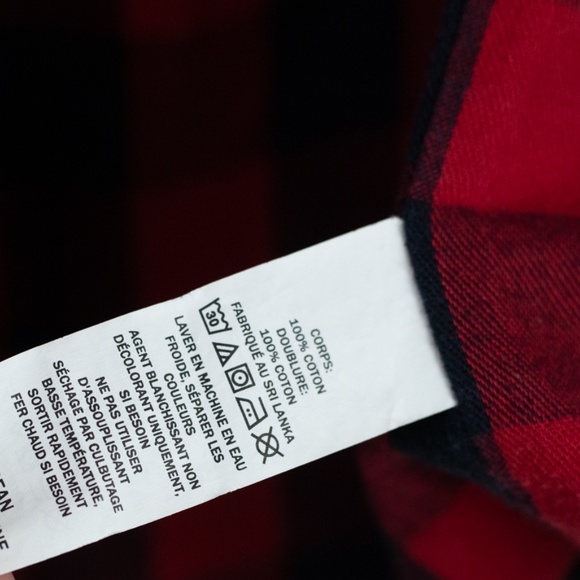 CORPS:
100% COTON
DOUBLURE:
100% COTON
FABRIQUÉ AU SRI LANKA
30
LAVER EN MACHINE EN EAU
FROIDE, SÉPARER LES
COULEURS
AGENT BLANCHISSANT NON
DÉCOLORANT UNIQUEMENT,
SI BESOIN
NE PAS UTILISER
D'ASSOUPLISSANT
SÉCHAGE PAR CULBUTAGE
BASSE TEMPÉRATURE,
SORTIR RAPIDEMENT
FER CHAUD SI BESOIN